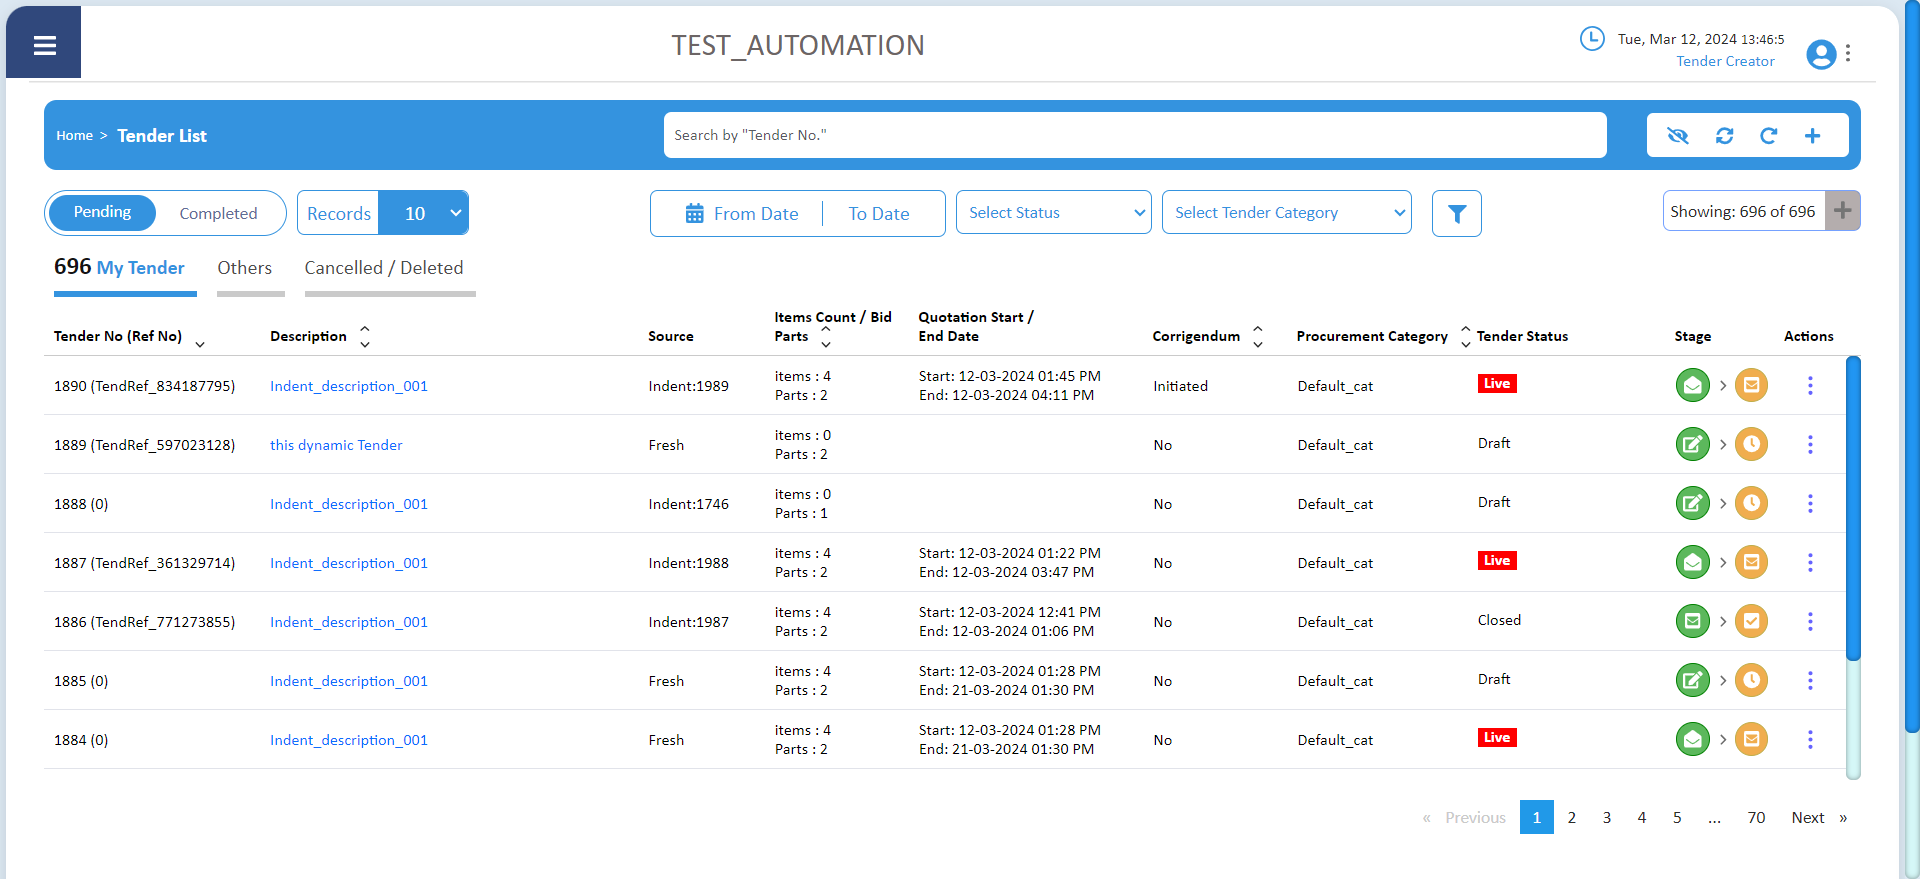 TEST_AUTOMATION
Tue, Mar 12, 2024 13:46:5
Tender Creator
Home > Tender List
Search by "Tender No."
Pending
Completed
Records
10
From Date
To Date
Select Status
Select Tender Category
Showing: 696 of 696
696 My Tender
Others
Cancelled / Deleted
Tender No (Ref No)
Description
Source
Items Count / Bid
Parts
Quotation Start /
End Date
Corrigendum
Procurement Category
Tender Status
Stage
Actions
1890 (TendRef_834187795)
Indent_description_001
Indent:1989
items : 4
Parts : 2
Start: 12-03-2024 01:45 PM
End: 12-03-2024 04:11 PM
Initiated
Default_cat
Live
1889 (TendRef_597023128)
this dynamic Tender
Fresh
items : 0
Parts : 2
No
Default_cat
Draft
1888 (0)
Indent_description_001
Indent:1746
items : 0
Parts : 1
No
Default_cat
Draft
1887 (TendRef_361329714)
Indent_description_001
Indent:1988
items : 4
Parts : 2
Start: 12-03-2024 01:22 PM
End: 12-03-2024 03:47 PM
No
Default_cat
Live
1886 (TendRef_771273855)
Indent_description_001
Indent:1987
items : 4
Parts : 2
Start: 12-03-2024 12:41 PM
End: 12-03-2024 01:06 PM
No
Default_cat
Closed
1885 (0)
Indent_description_001
Fresh
items : 4
Parts : 2
Start: 12-03-2024 01:28 PM
End: 21-03-2024 01:30 PM
No
Default_cat
Draft
1884 (0)
Indent_description_001
Fresh
items : 4
Parts : 2
Start: 12-03-2024 01:28 PM
End: 21-03-2024 01:30 PM
No
Default_cat
Live
« Previous 1 2 3 4 5 ... 70 Next »